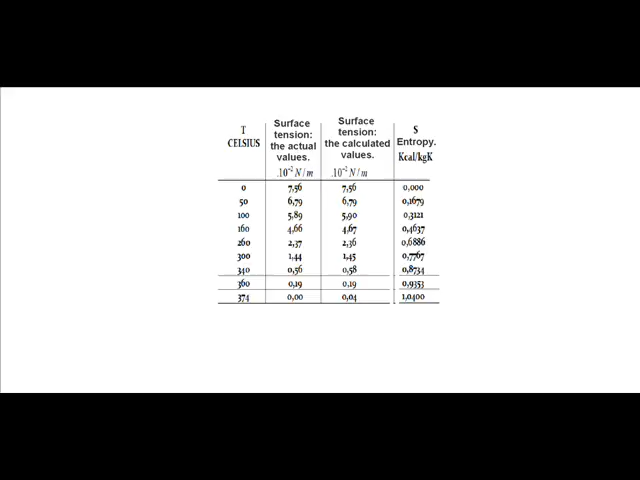 T
CELSIUS
Surface
tension:
the actual
values.
.10⁻² N/m
Surface
tension:
the calculated
values.
.10⁻² N/m
S
Entropy.
Kcal/kgK
0 7,56 7,56 0,000
50 6,79 6,79 0,1679
100 5,89 5,90 0,3121
160 4,66 4,67 0,4637
260 2,37 2,36 0,6886
300 1,44 1,45 0,7767
340 0,56 0,58 0,8734
360 0,19 0,19 0,9353
374 0,00 0,04 1,0400